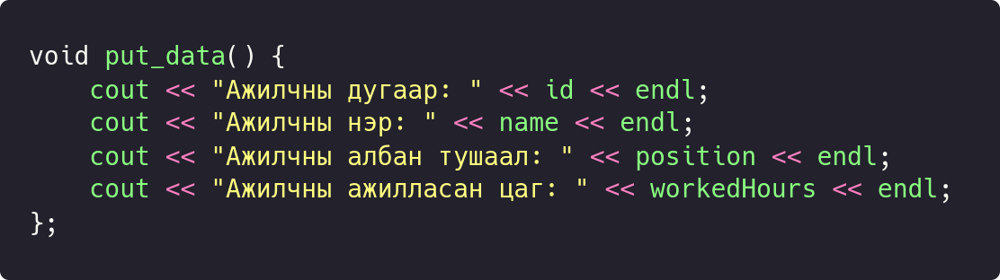 void put_data() {
    cout << "Ажилчны дугаар: " << id << endl;
    cout << "Ажилчны нэр: " << name << endl;
    cout << "Ажилчны албан тушаал: " << position << endl;
    cout << "Ажилчны ажилласан цаг: " << workedHours << endl;
};